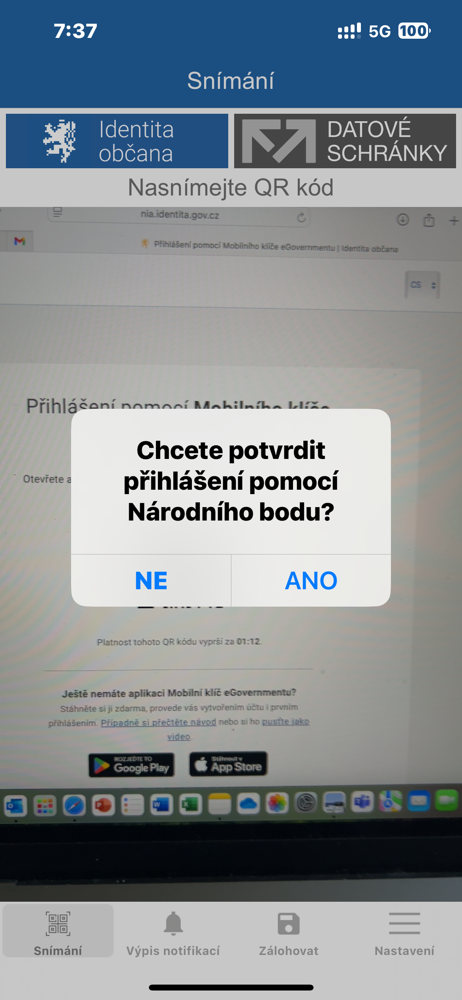 7:37
5G
100
Snímání
Identita
občana
DATOVÉ
SCHRÁNKY
Nasnímejte QR kód
nia.identita.gov.cz
Přihlášení pomocí Mobilního klíče eGovernmentu | Identita občana
CS
Přihlášení pomocí Mobilního klíče
Otevřete a
Chcete potvrdit
přihlášení pomocí
Národního bodu?
NE
ANO
Platnost tohoto QR kódu vyprší za 01:12.
Ještě nemáte aplikaci Mobilní klíč eGovernmentu?
Stáhněte si ji zdarma, provede vás vytvořením účtu i prvním
přihlášením. Případně si přečtěte návod nebo si ho pusťte jako
video.
ROZJEĎTE TO
Google Play
Stáhnout v
App Store
Snímání
Výpis notifikací
Zálohovat
Nastavení